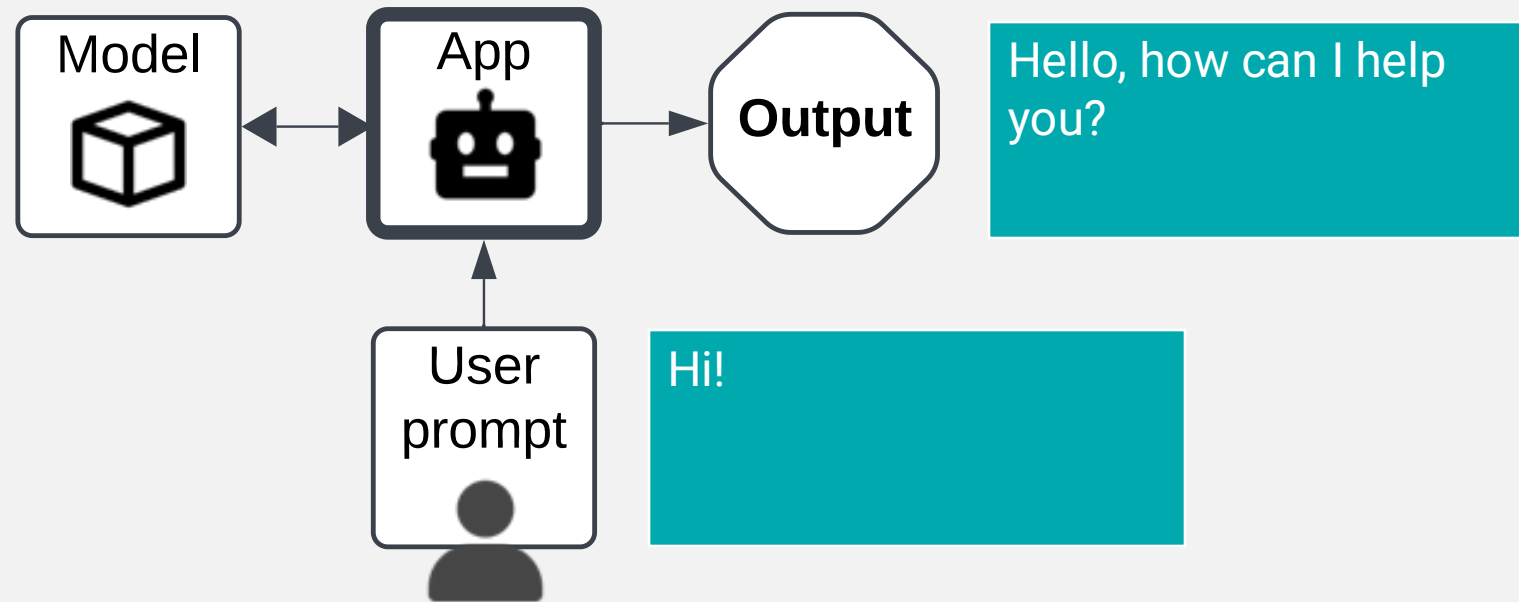 Model
App
Output
Hello, how can I help
you?
User
prompt
Hi!